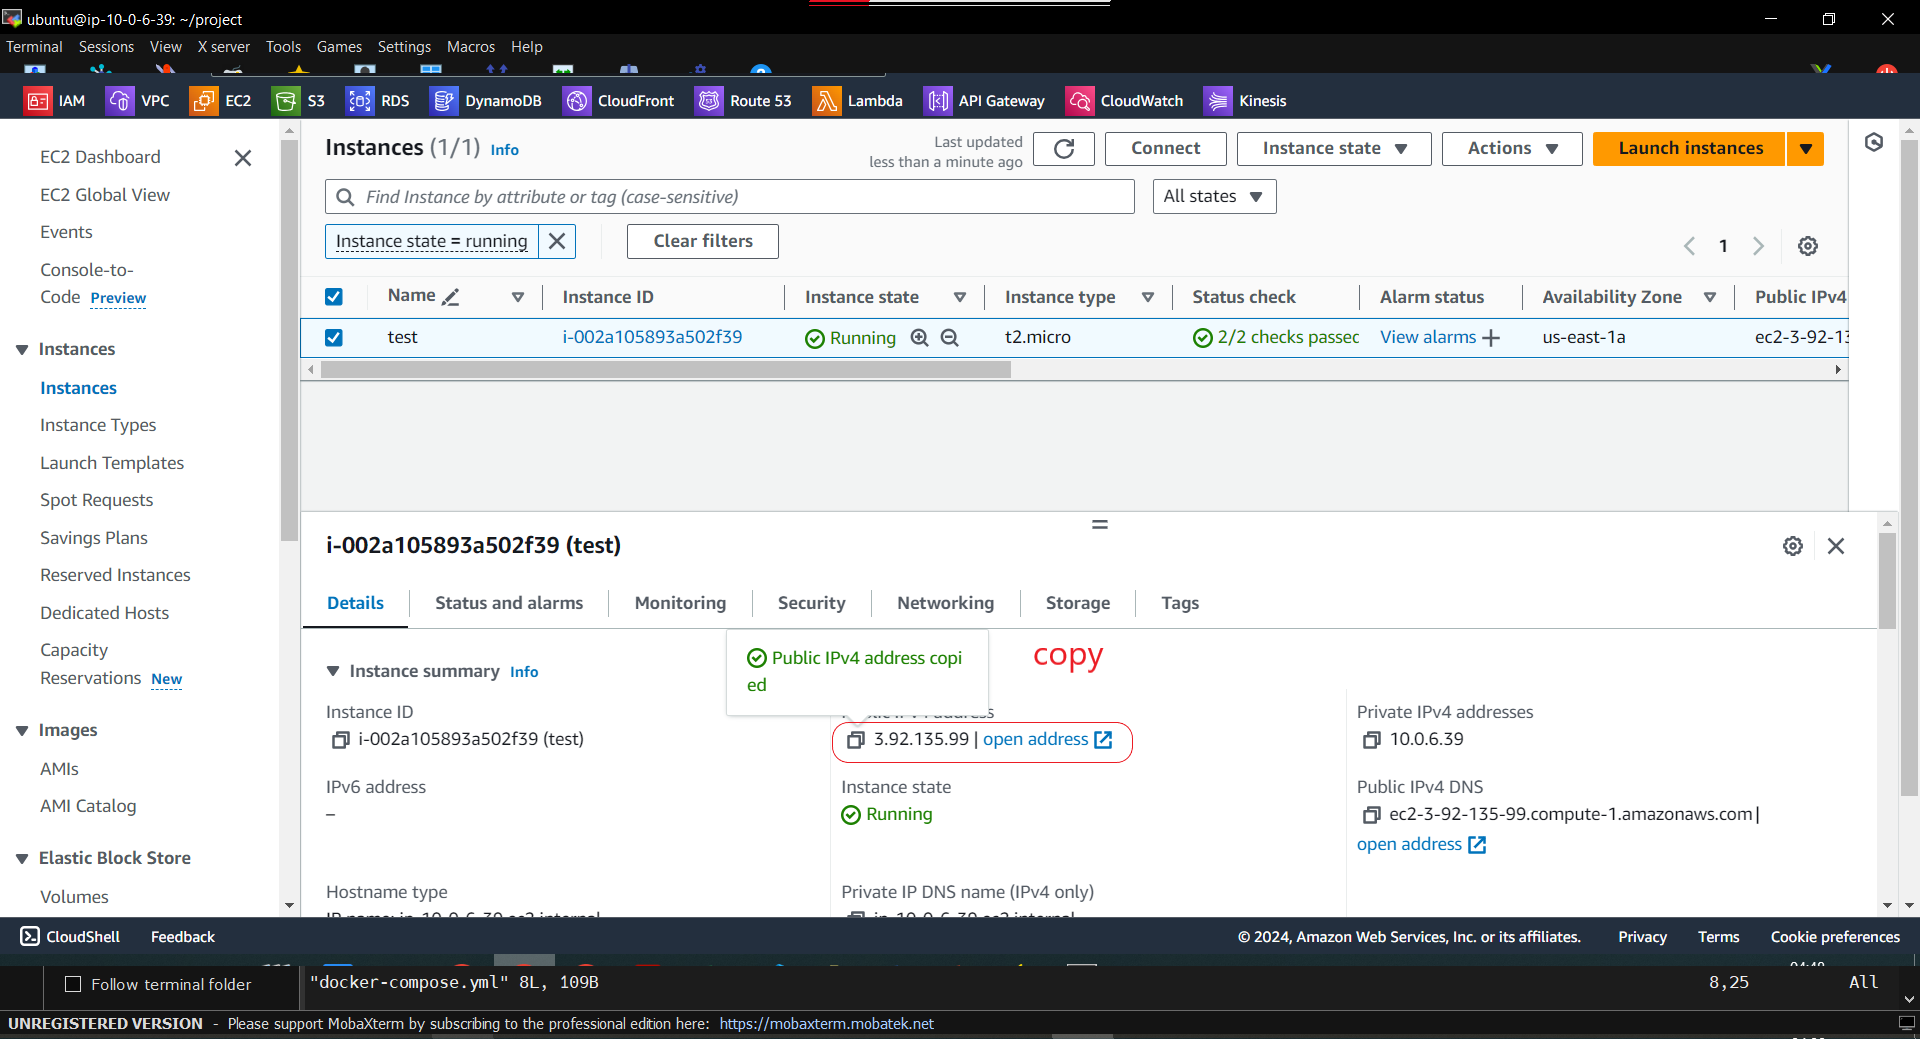 ubuntu@ip-10-0-6-39: ~/project
Terminal Sessions View X server Tools Games Settings Macros Help
IAM VPC EC2 S3 RDS DynamoDB CloudFront Route 53 Lambda API Gateway CloudWatch Kinesis
EC2 Dashboard
EC2 Global View
Events
Console-to-
Code Preview
Instances
Instances
Instance Types
Launch Templates
Spot Requests
Savings Plans
Reserved Instances
Dedicated Hosts
Capacity
Reservations New
Images
AMIs
AMI Catalog
Elastic Block Store
Volumes
Instances (1/1) Info
Last updated
less than a minute ago
Connect Instance state Actions Launch instances
Find Instance by attribute or tag (case-sensitive)
All states
Instance state = running
Clear filters
1
Name Instance ID Instance state Instance type Status check Alarm status Availability Zone Public IPv4
test i-002a105893a502f39 Running t2.micro 2/2 checks passec View alarms us-east-1a ec2-3-92-13
i-002a105893a502f39 (test)
Details Status and alarms Monitoring Security Networking Storage Tags
Public IPv4 address copi
ed
copy
Instance summary Info
Instance ID
i-002a105893a502f39 (test)
3.92.135.99 | open address
Private IPv4 addresses
10.0.6.39
IPv6 address
–
Instance state
Running
Public IPv4 DNS
ec2-3-92-135-99.compute-1.amazonaws.com |
open address
Hostname type
Private IP DNS name (IPv4 only)
CloudShell Feedback
© 2024, Amazon Web Services, Inc. or its affiliates. Privacy Terms Cookie preferences
Follow terminal folder
"docker-compose.yml" 8L, 109B 8,25 All
UNREGISTERED VERSION - Please support MobaXterm by subscribing to the professional edition here: https://mobaxterm.mobatek.net